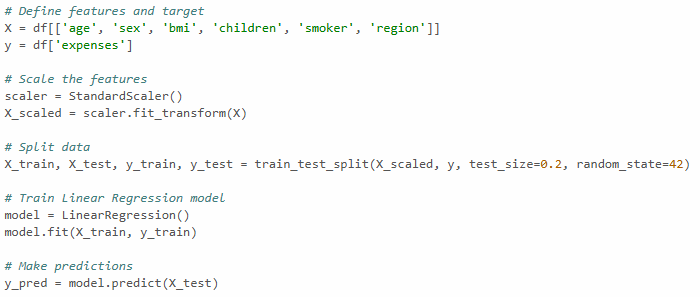 # Define features and target
X = df[['age', 'sex', 'bmi', 'children', 'smoker', 'region']]
y = df['expenses']
# Scale the features
scaler = StandardScaler()
X_scaled = scaler.fit_transform(X)
# Split data
X_train, X_test, y_train, y_test = train_test_split(X_scaled, y, test_size=0.2, random_state=42)
# Train Linear Regression model
model = LinearRegression()
model.fit(X_train, y_train)
# Make predictions
y_pred = model.predict(X_test)